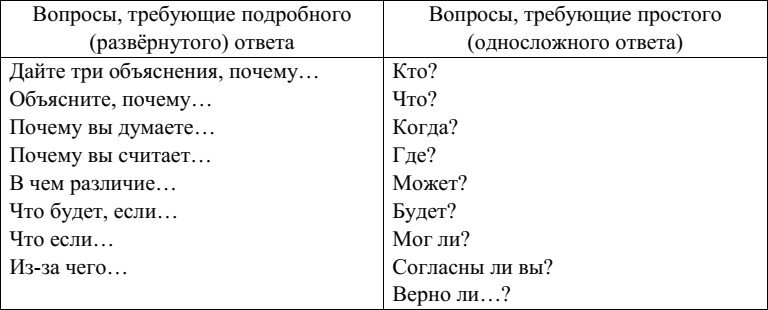 Вопросы, требующие подробного
(развёрнутого) ответа
Вопросы, требующие простого
(односложного ответа)
Дайте три объяснения, почему…
Объясните, почему…
Почему вы думаете…
Почему вы считает…
В чем различие…
Что будет, если…
Что если…
Из-за чего…
Кто?
Что?
Когда?
Где?
Может?
Будет?
Мог ли?
Согласны ли вы?
Верно ли…?